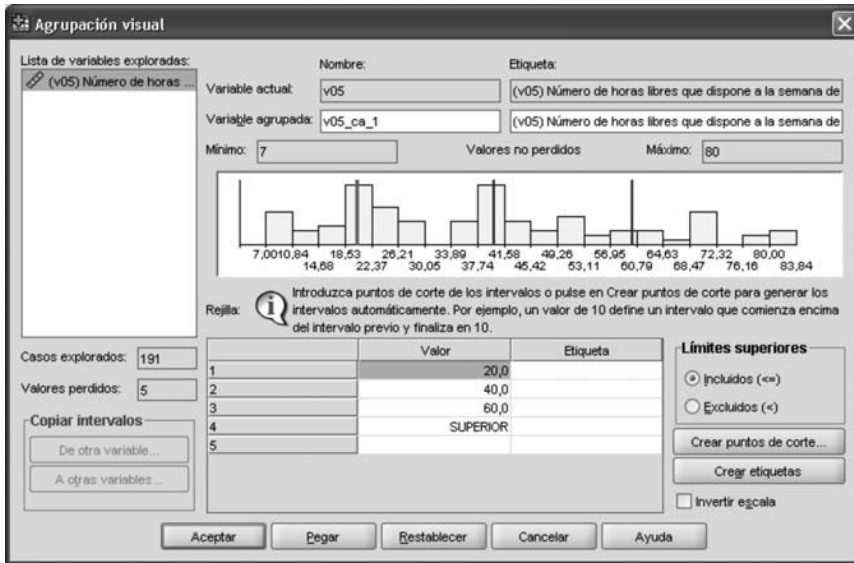 Agrupación visual
Lista de variables exploradas:
(v05) Número de horas ...
Nombre:
Etiqueta:
Variable actual:
v05
(v05) Número de horas libres que dispone a la semana de
Variable agrupada:
v05_ca_1
(v05) Número de horas libres que dispone a la semana de
Mínimo:
7
Valores no perdidos
Máximo:
80
7,00 10,84 18,53 26,21 33,89 41,58 49,26 56,95 64,63 72,32 80,00
14,68 22,37 30,05 37,74 45,42 53,11 60,79 68,47 76,16 83,84
Rejilla:
Introduzca puntos de corte de los intervalos o pulse en Crear puntos de corte para generar los
intervalos automáticamente. Por ejemplo, un valor de 10 define un intervalo que comienza encima
del intervalo previo y finaliza en 10.
Casos explorados:
191
Valores perdidos:
5
Copiar intervalos
De otra variable...
A otras variables...
Valor Etiqueta
1 20,0
2 40,0
3 60,0
4 SUPERIOR
5
Límites superiores
Incluidos (<=)
Excluidos (<)
Crear puntos de corte...
Crear etiquetas
Invertir escala
Aceptar Pegar Restablecer Cancelar Ayuda